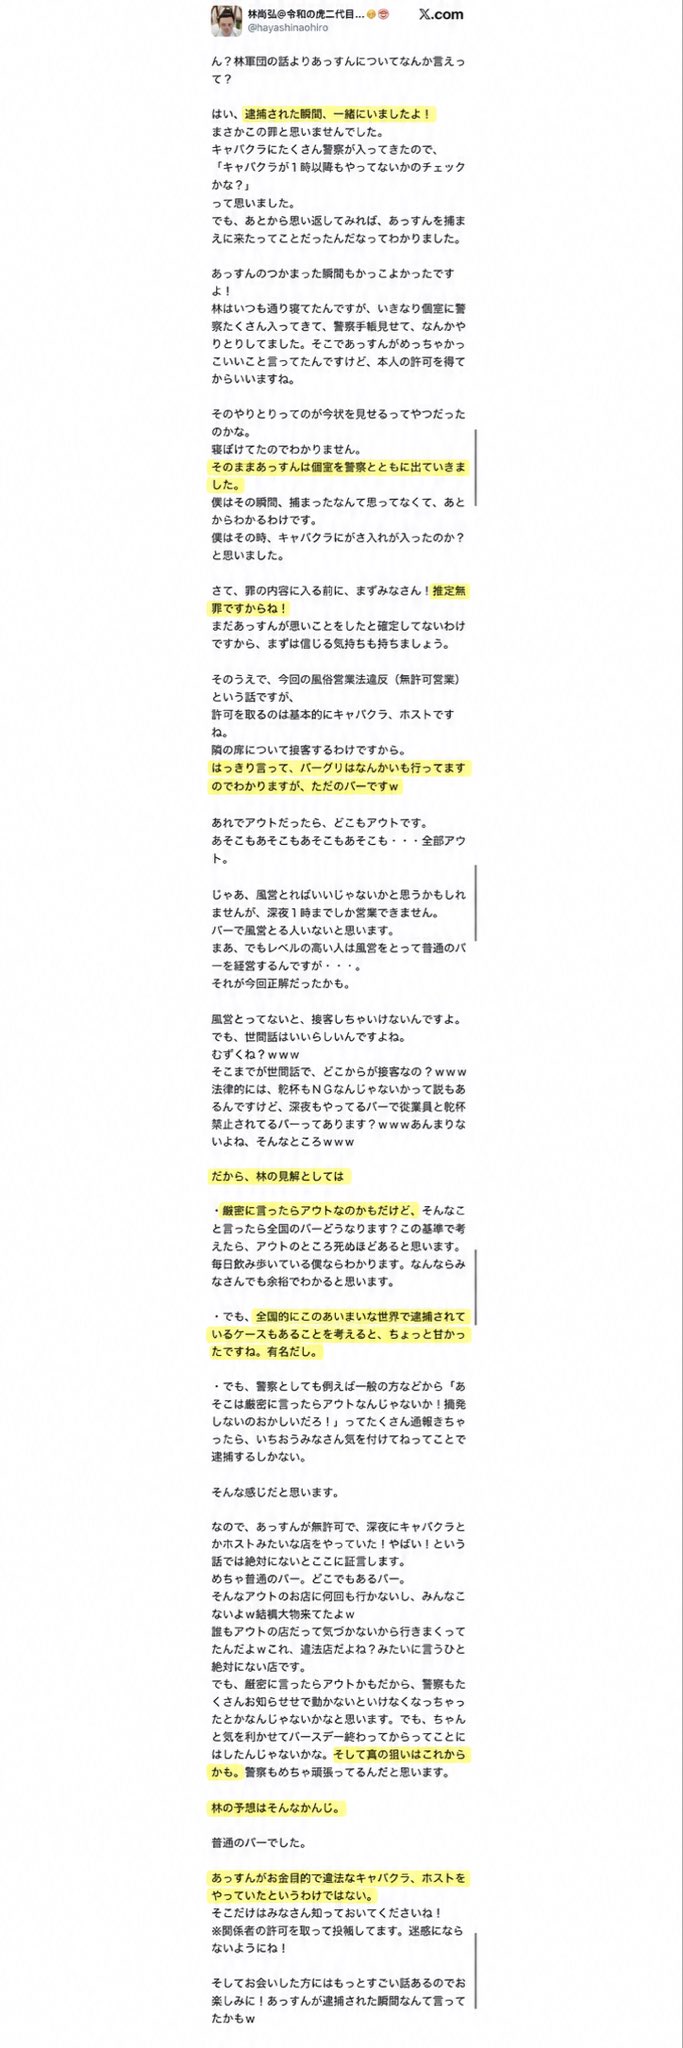 林尚弘@令和の虎二代目...
X.com
@hayashinaohiro
ん？林軍団の話よりあっすんについてなんか言えっ
て？
はい、逮捕された瞬間、一緒にいましたよ！
まさかこの罪と思いませんでした。
キャバクラにたくさん警察が入ってきたので、
「キャバクラが１時以降もやってないかのチェック
かな？」
って思いました。
でも、あとから思い返してみれば、あっすんを捕ま
えに来たってことだったんだなってわかりました。
あっすんのつかまった瞬間もかっこよかったです
よ！
林はいつも通り寝てたんですが、いきなり個室に警
察たくさん入ってきて、警察手帳見せて、なんかや
りとりしてました。そこであっすんがめっちゃかっ
こいいこと言ってたんですけど、本人の許可を得て
からいいますね。
そのやりとりってのが令状を見せるってやつだった
のかな。
寝ぼけてたのでわかりません。
そのままあっすんは個室を警察とともに出ていきま
した。
僕はその瞬間、捕まったなんて思ってなくて、あと
からわかるわけです。
僕はその時、キャバクラにがさ入れが入ったのか？
と思いました。
さて、罪の内容に入る前に、まずみなさん！推定無
罪ですからね！
まだあっすんが悪いことをしたと確定してないわけ
ですから、まずは信じる気持ちも持ちましょう。
そのうえで、今回の風俗営業法違反（無許可営業）
という話ですが、
許可を取るのは基本的にキャバクラ、ホストです
ね。
隣の席について接客するわけですから。
はっきり言って、バーグリはなんかいも行ってます
のでわかりますが、ただのバーですｗ
あれでアウトだったら、どこもアウトです。
あそこもあそこもあそこもあそこも・・・全部アウ
ト。
じゃあ、風営とればいいじゃないかと思うかもしれ
ませんが、深夜１時までしか営業できません。
バーで風営とる人いないと思います。
まあ、でもレベルの高い人は風営をとって普通のバ
ーを経営するんですが・・・。
それが今回正解だったかも。
風営とってないと、接客しちゃいけないんですよ。
でも、世間話はいいらしいんですよね。
むずくね？ｗｗｗ
そこまでが世間話で、どこからが接客なの？ｗｗｗ
法律的には、乾杯もＮＧなんじゃないかって説もあ
るんですけど、深夜もやってるバーで従業員と乾杯
禁止されてるバーってあります？ｗｗｗあんまりな
いよね、そんなところｗｗｗ
だから、林の見解としては
・厳密に言ったらアウトなのかもだけど、そんなこ
と言ったら全国のバーどうなります？この基準で考
えたら、アウトのところ死ぬほどあると思います。
毎日飲み歩いている僕ならわかります。なんならみ
なさんでも余裕でわかると思います。
・でも、全国的にこのあいまいな世界で逮捕されて
いるケースもあることを考えると、ちょっと甘かっ
たですね。有名だし。
・でも、警察としても例えば一般の方などから「あ
そこは厳密に言ったらアウトなんじゃないか！摘発
しないのおかしいだろ！」ってたくさん通報きちゃ
ったら、いちおうみなさん気を付けてねってことで
逮捕するしかない。
そんな感じだと思います。
なので、あっすんが無許可で、深夜にキャバクラと
かホストみたいな店をやっていた！やばい！という
話では絶対にないとここに証言します。
めちゃ普通のバー。どこでもあるバー。
そんなアウトのお店に何回も行かないし、みんなこ
ないよｗ結構大物来てたよｗ
誰もアウトの店だって気づかないから行きまくって
たんだよｗこれ、違法店だよね？みたいに言うひと
絶対にない店です。
でも、厳密に言ったらアウトかもだから、警察もた
くさんお知らせせで動かないといけなくなっちゃっ
たとかなんじゃないかなと思います。でも、ちゃん
と気を利かせてバースデー終わってからってことに
はしたんじゃないかな。そして真の狙いはこれから
かも。警察もめちゃ頑張ってるんだと思います。
林の予想はそんなかんじ。
普通のバーでした。
あっすんがお金目的で違法なキャバクラ、ホストを
やっていたというわけではない。
そこだけはみなさん知っておいてくださいね！
※関係者の許可を取って投稿してます。迷惑になら
ないようにね！
そしてお会いした方にはもっとすごい話あるのでお
楽しみに！あっすんが逮捕された瞬間なんて言って
たかもｗ